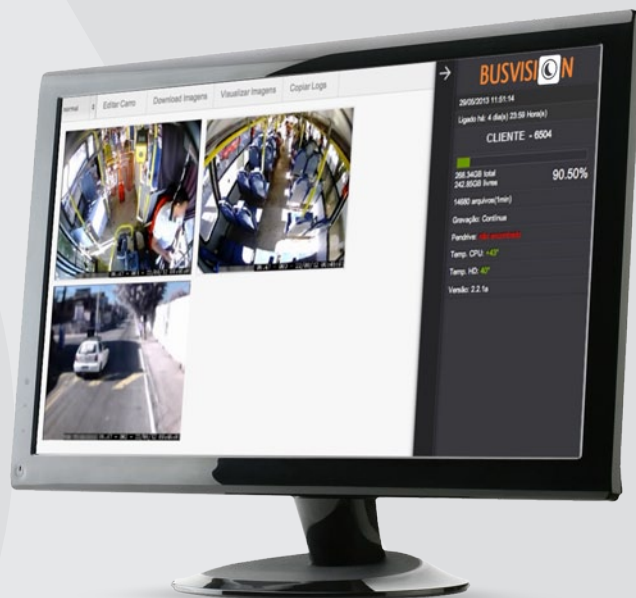 normal Editar Carro Download Imagens Visualizar Imagens Copiar Logs
BUSVISION
29/05/2013 11:51:14
Ligado há: 4 dia(s) 23:59 Hora(s)
CLIENTE - 6504
268.34GB total
242.85GB livres
90.50%
14680 arquivos(1min)
Gravação: Contínua
Pendrive: não encontrado
Temp. CPU: +43°
Temp. HD: 40°
Versão: 2.2.1a